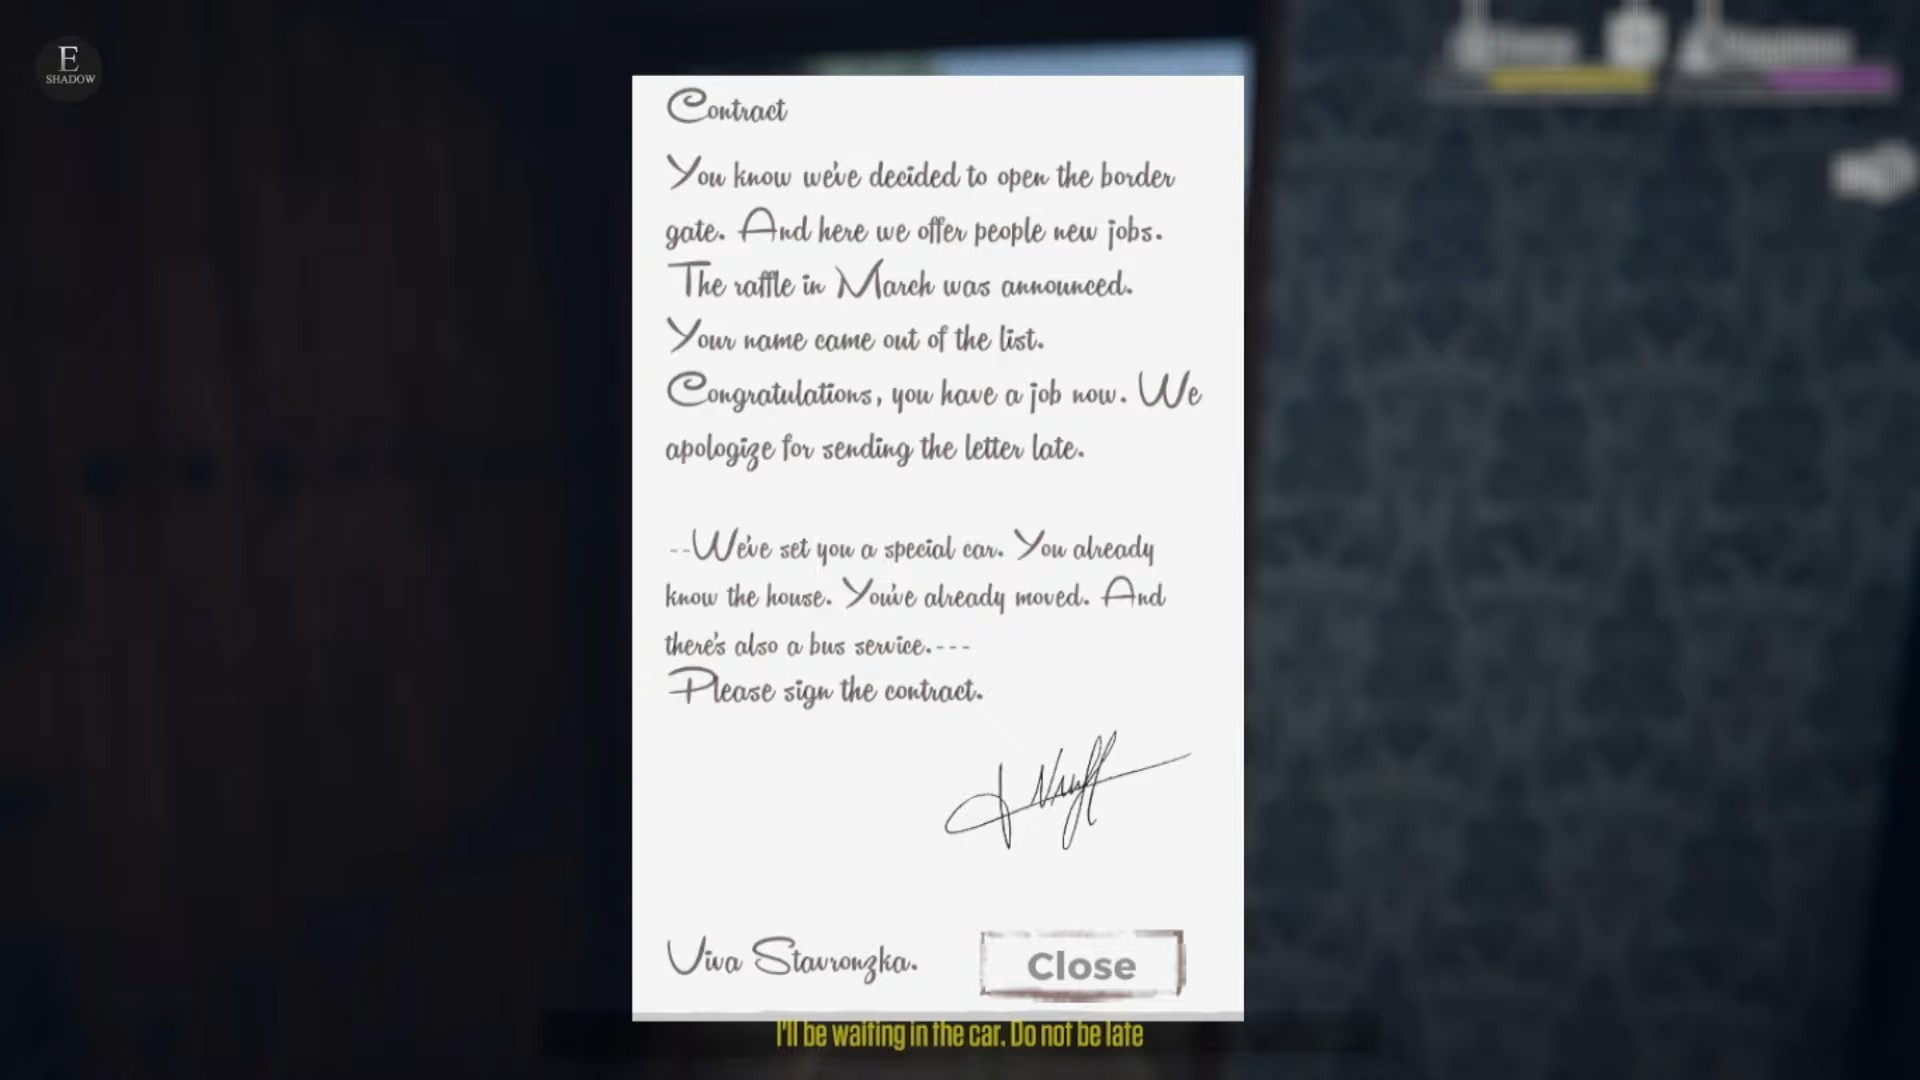 E
SHADOW
Contract
You know we've decided to open the border
gate. And here we offer people new jobs.
The raffle in March was announced.
Your name came out of the list.
Congratulations, you have a job now. We
apologize for sending the letter late.
--We've set you a special car. You already
know the house. You've already moved. And
there's also a bus service.---
Please sign the contract.
Viva Stavronzka.
Close
I'll be waiting in the car. Do not be late